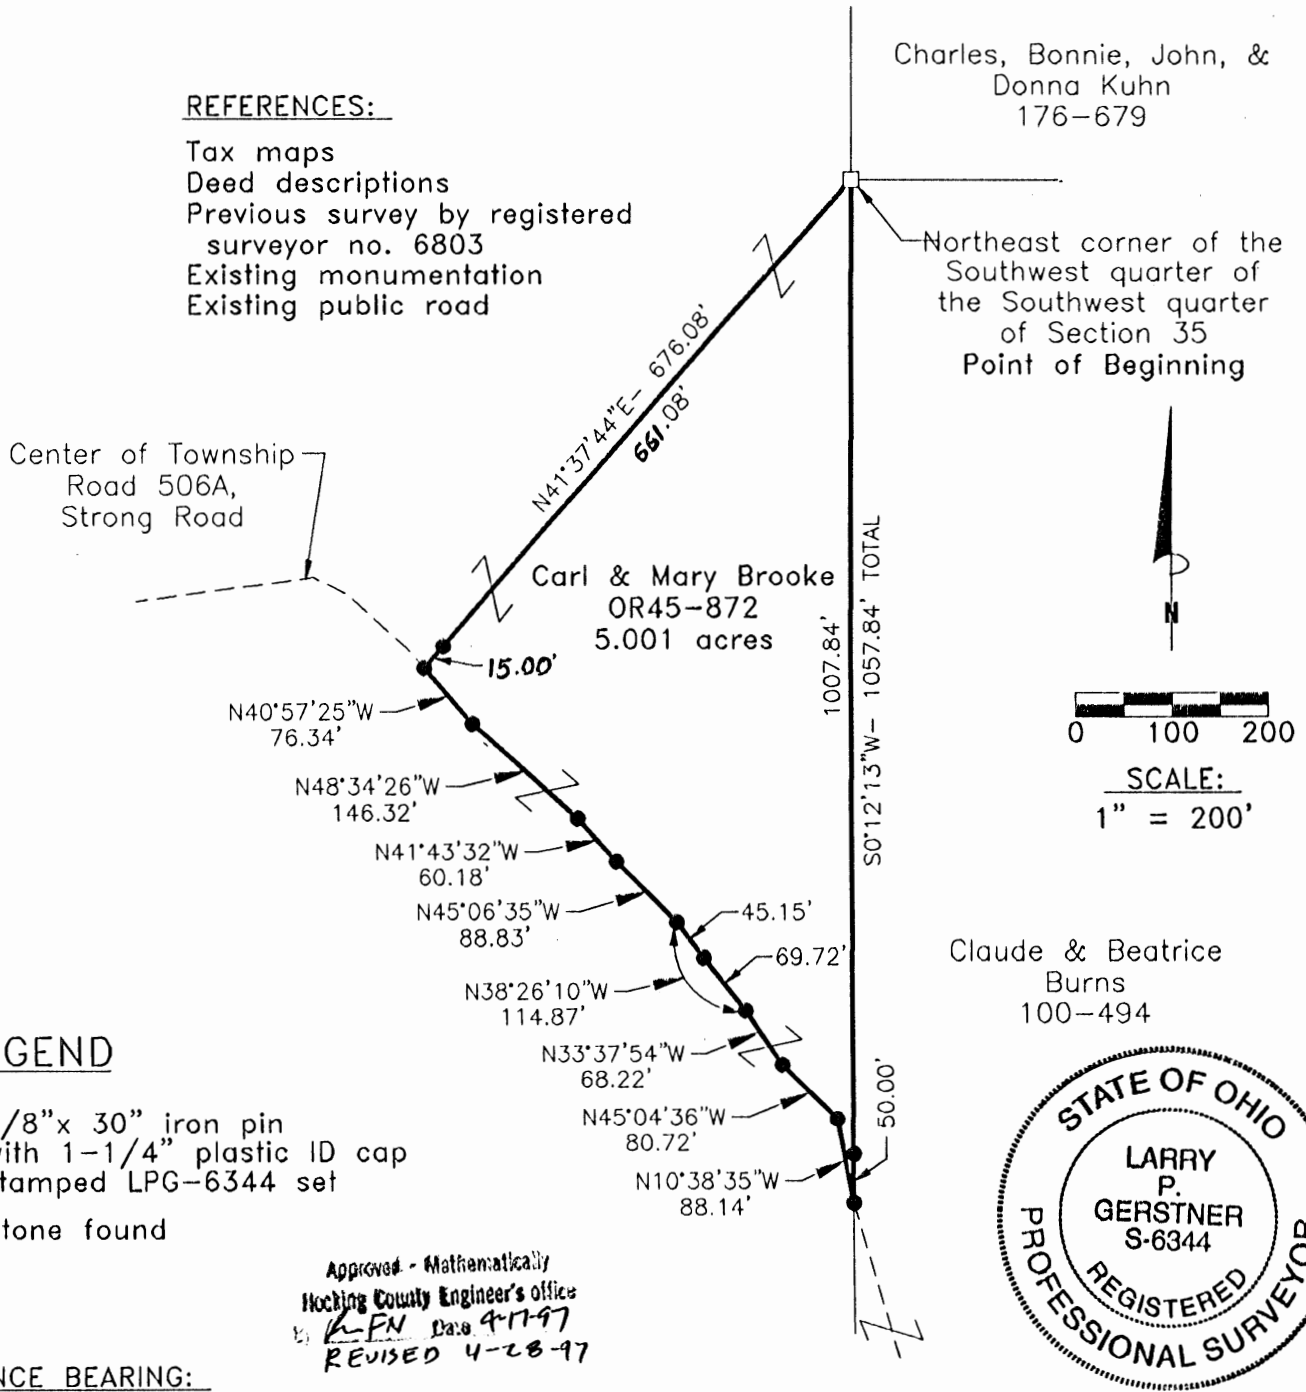 REFERENCES:
Tax maps
Deed descriptions
Previous survey by registered
surveyor no. 6803
Existing monumentation
Existing public road
Charles, Bonnie, John, &
Donna Kuhn
176-679
Northeast corner of the
Southwest quarter of
the Southwest quarter
of Section 35
Point of Beginning
N41°37'44"E- 676.08'
661.08'
Center of Township
Road 506A,
Strong Road
Carl & Mary Brooke
OR45-872
5.001 acres
15.00'
1007.84'
S0°12'13"W- 1057.84' TOTAL
N
0 100 200
SCALE:
1" = 200'
N40°57'25"W
76.34'
N48°34'26"W
146.32'
N41°43'32"W
60.18'
N45°06'35"W
88.83'
45.15'
69.72'
N38°26'10"W
114.87'
N33°37'54"W
68.22'
N45°04'36"W
80.72'
N10°38'35"W
88.14'
50.00'
Claude & Beatrice
Burns
100-494
GEND
/8"x 30" iron pin
with 1-1/4" plastic ID cap
tamped LPG-6344 set
tone found
Approved - Mathematically
Hocking County Engineer's office
Date 4-17-97
REVISED 4-28-97
STATE OF OHIO
LARRY
P.
GERSTNER
S-6344
REGISTERED
PROFESSIONAL SURVEYOR
NCE BEARING: